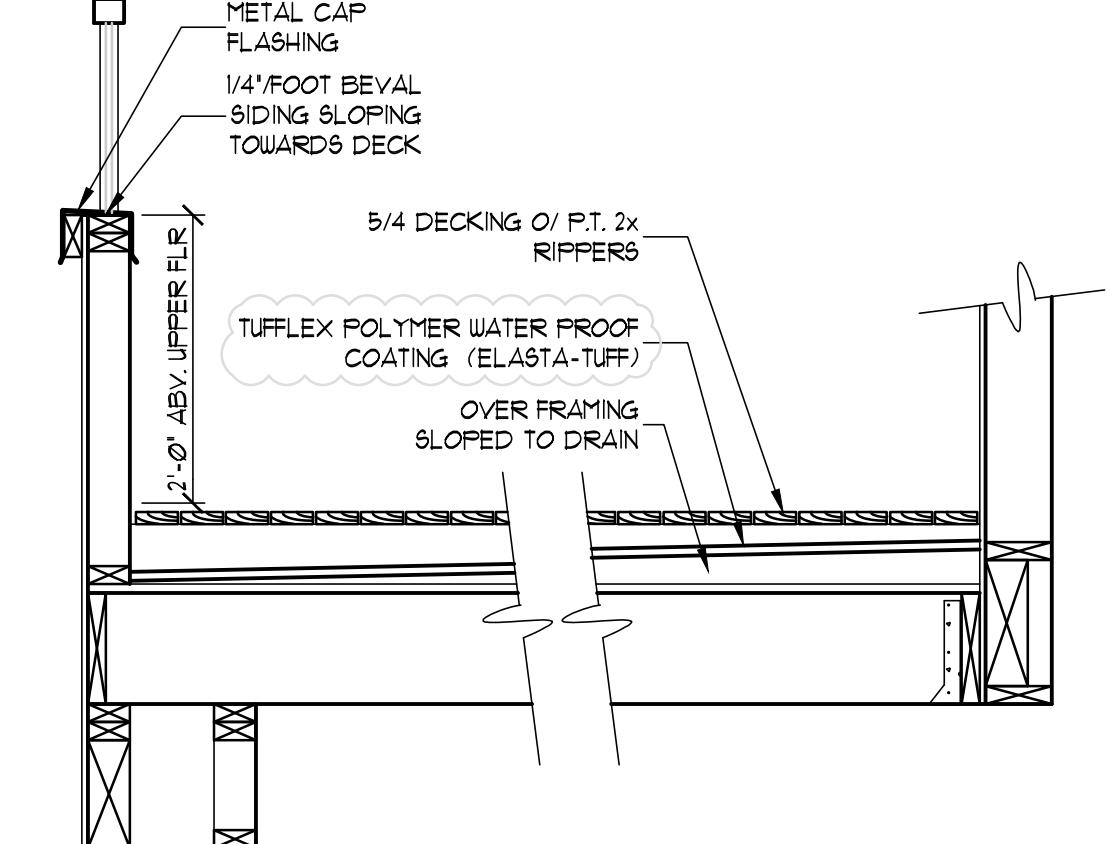 METAL CAP
FLASHING
1/4"/FOOT BEVAL
SIDING SLOPING
TOWARDS DECK
5/4 DECKING O/ P.T. 2x
RIPPERS
2'-0" ABV. UPPER FLR
TUFFLEX POLYMER WATER PROOF
COATING (ELASTA-TUFF)
OVER FRAMING
SLOPED TO DRAIN